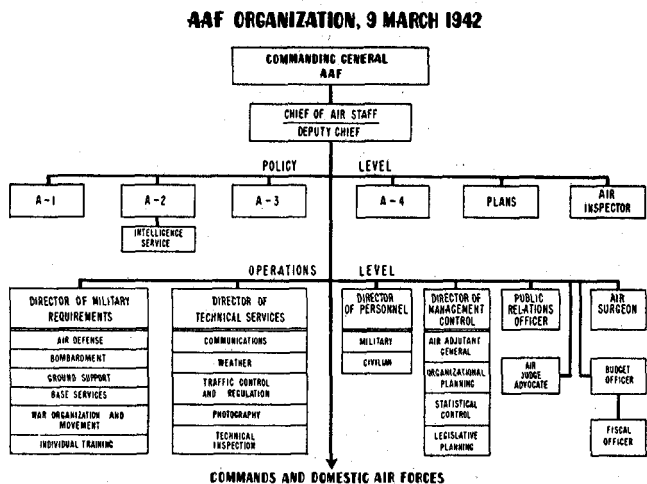 AAF ORGANIZATION, 9 MARCH 1942
COMMANDING GENERAL
AAF
CHIEF OF AIR STAFF
DEPUTY CHIEF
POLICY LEVEL
A-1
A-2
A-3
A-4
PLANS
AIR
INSPECTOR
INTELLIGENCE
SERVICE
OPERATIONS LEVEL
DIRECTOR OF MILITARY
REQUIREMENTS
AIR DEFENSE
BOMBARDMENT
GROUND SUPPORT
BASE SERVICES
WAR ORGANIZATION AND
MOVEMENT
INDIVIDUAL TRAINING
DIRECTOR OF
TECHNICAL SERVICES
COMMUNICATIONS
WEATHER
TRAFFIC CONTROL
AND REGULATION
PHOTOGRAPHY
TECHNICAL
INSPECTION
DIRECTOR
OF PERSONNEL
MILITARY
CIVILIAN
DIRECTOR OF
MANAGEMENT
CONTROL
AIR ADJUTANT
GENERAL
ORGANIZATIONAL
PLANNING
STATISTICAL
CONTROL
LEGISLATIVE
PLANNING
PUBLIC
RELATIONS
OFFICER
AIR
JUDGE
ADVOCATE
AIR
SURGEON
BUDGET
OFFICER
FISCAL
OFFICER
COMMANDS AND DOMESTIC AIR FORCES